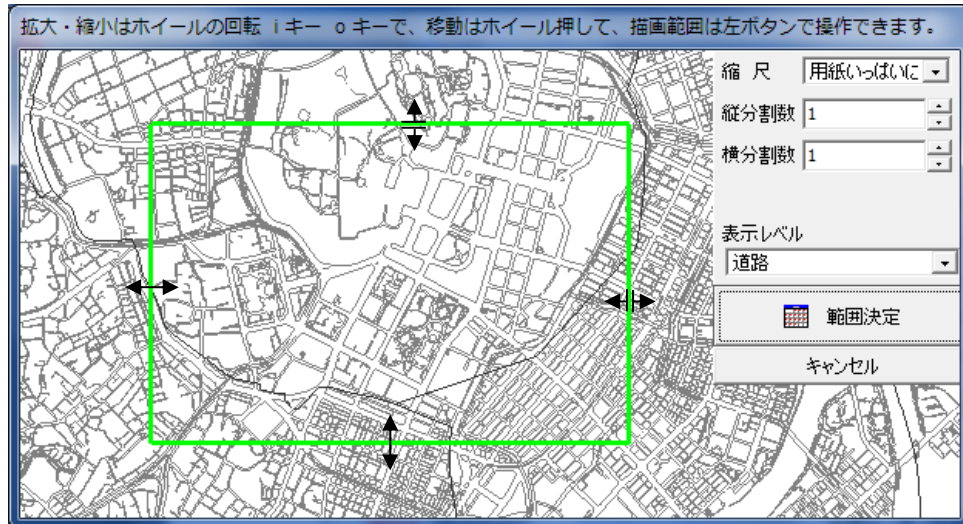 拡大・縮小はホイールの回転　ｉキー　ｏキーで、移動はホイール押して、描画範囲は左ボタンで操作できます。
縮 尺　用紙いっぱいに
縦分割数　1
横分割数　1
表示レベル
道路
範囲決定
キャンセル